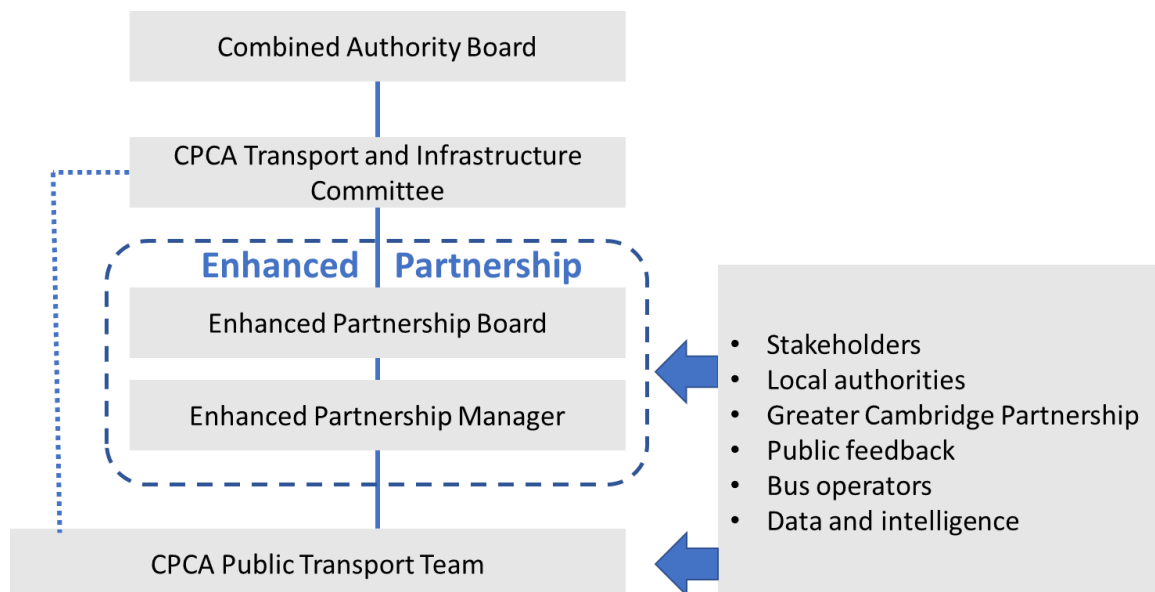 Combined Authority Board
CPCA Transport and Infrastructure
Committee
Enhanced Partnership
Enhanced Partnership Board
Enhanced Partnership Manager
CPCA Public Transport Team
• Stakeholders
• Local authorities
• Greater Cambridge Partnership
• Public feedback
• Bus operators
• Data and intelligence